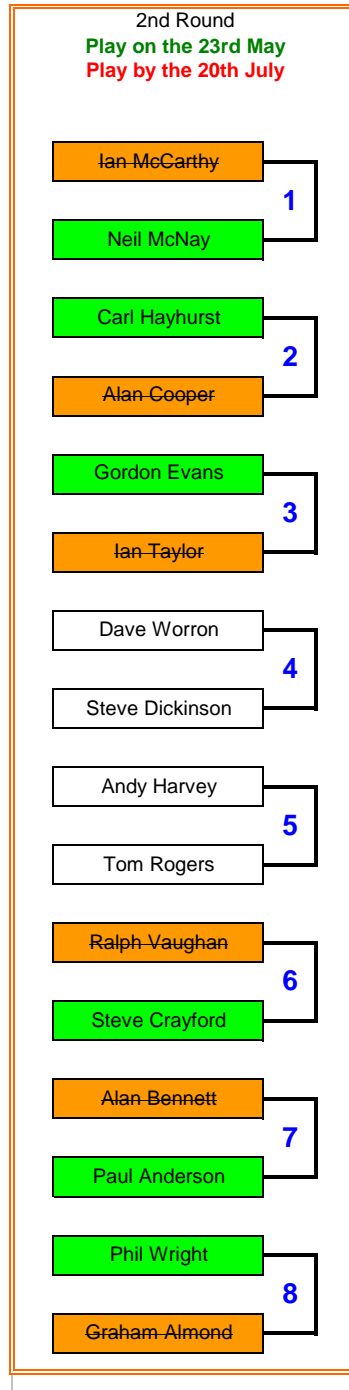 2nd Round
Play on the 23rd May
Play by the 20th July
Ian McCarthy
1
Neil McNay
Carl Hayhurst
2
Alan Cooper
Gordon Evans
3
Ian Taylor
Dave Worron
4
Steve Dickinson
Andy Harvey
5
Tom Rogers
Ralph Vaughan
6
Steve Crayford
Alan Bennett
7
Paul Anderson
Phil Wright
8
Graham Almond